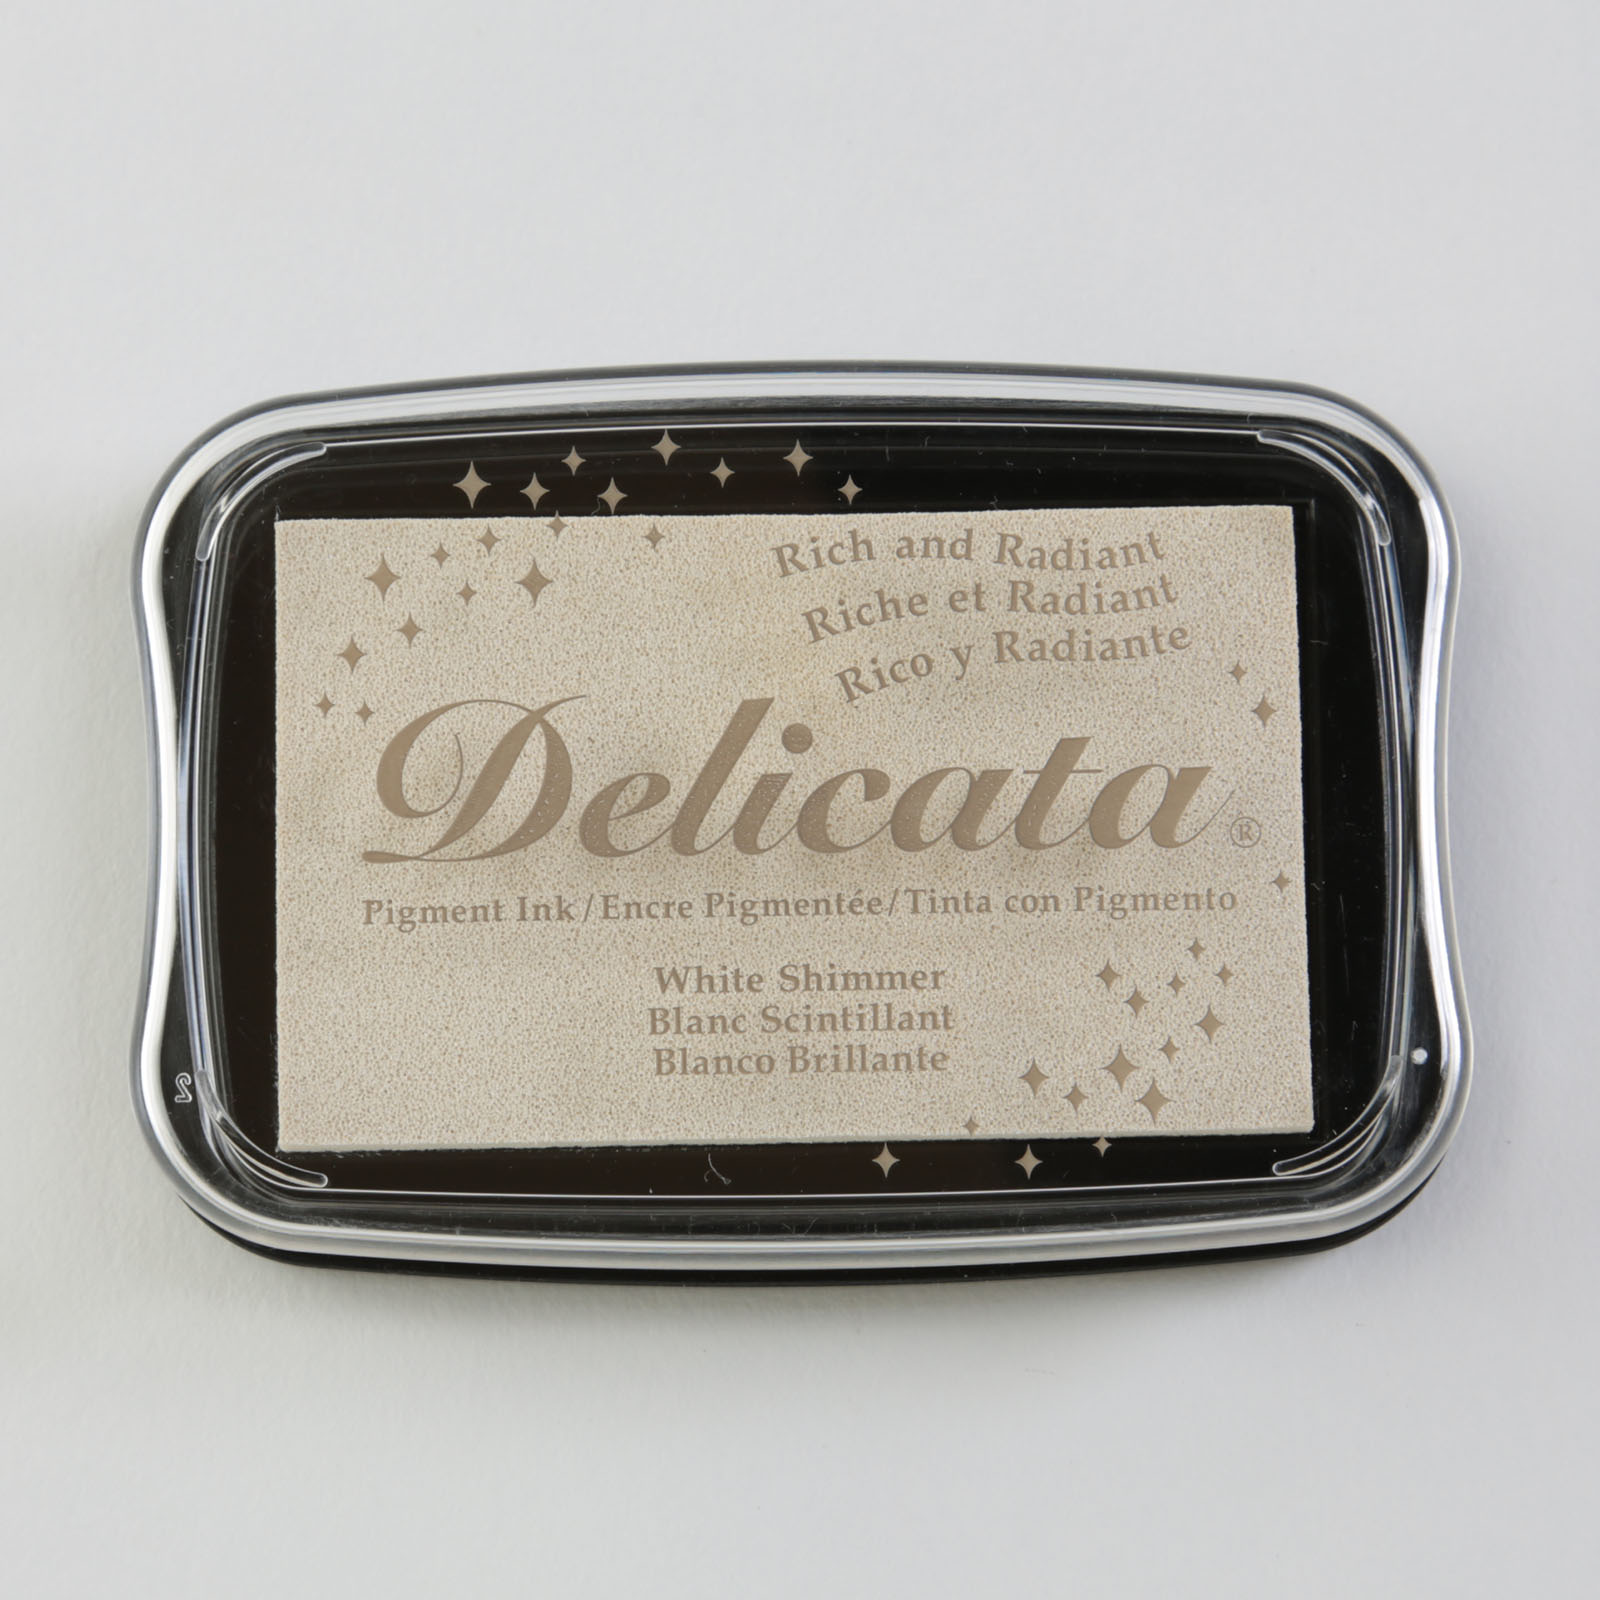 Rich and Radiant
Riche et Radiant
Rico y Radiante
Delicata®
Pigment Ink/Encre Pigmentée/Tinta con Pigmento
White Shimmer
Blanc Scintillant
Blanco Brillante